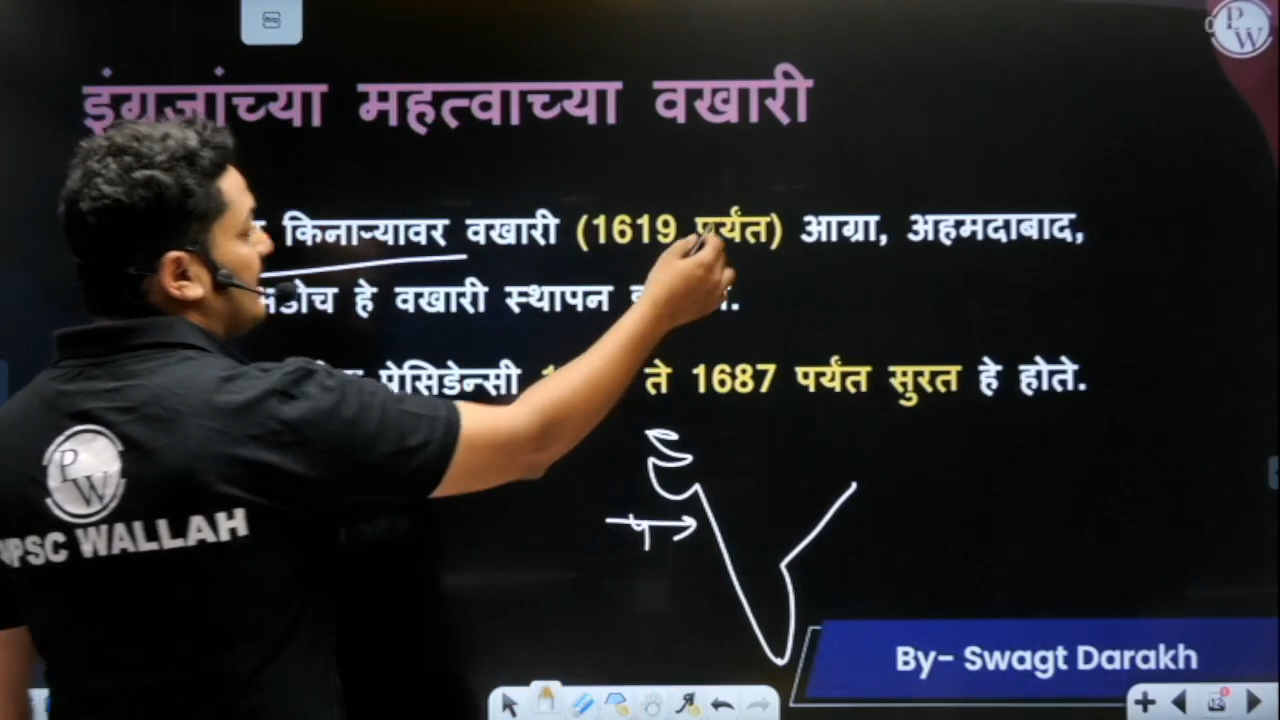 इंग्रजांच्या महत्वाच्या वखारी
किनाऱ्यावर वखारी (1619 पर्यंत) आग्रा, अहमदाबाद,
हे वखारी स्थापन
प्रेसिडेन्सी ते 1687 पर्यंत सुरत हे होते.
प
PW
PW
WALLAH
By- Swagt Darakh